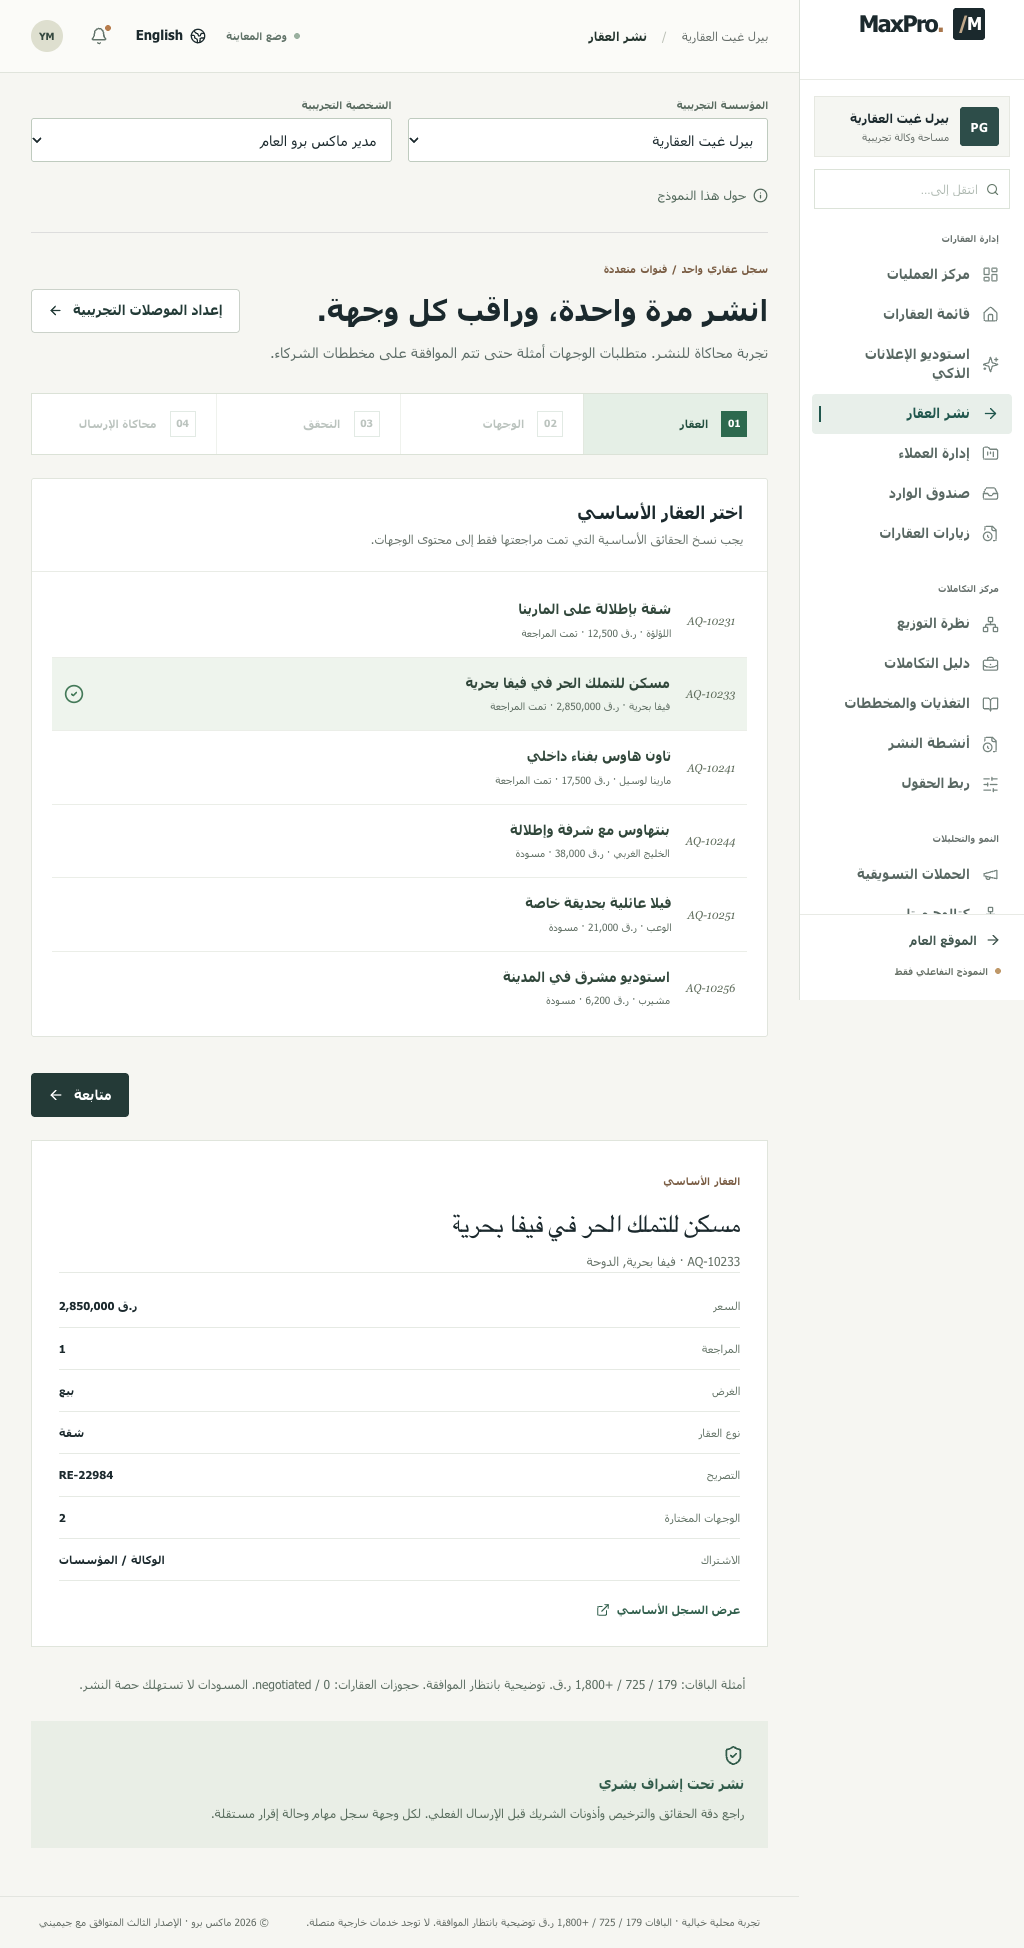 MaxPro.
/M
PG
بيرل غيت العقارية
مساحة وكالة تجريبية
انتقل إلى...
إدارة العقارات
مركز العمليات
قائمة العقارات
استوديو الإعلانات
الذكي
نشر العقار
إدارة العملاء
صندوق الوارد
زيارات العقارات
مركز التكاملات
نظرة التوزيع
دليل التكاملات
التغذيات والمخططات
أنشطة النشر
ربط الحقول
النمو والتحليلات
الحملات التسويقية
الموقع العام
النموذج التفاعلي فقط
بيرل غيت العقارية / نشر العقار
وضع المعاينة
English
YM
المؤسسة التجريبية
بيرل غيت العقارية
الشخصية التجريبية
مدير ماكس برو العام
حول هذا النموذج
سجل عقاري واحد / قنوات متعددة
انشر مرة واحدة، وراقب كل وجهة.
تجربة محاكاة للنشر. متطلبات الوجهات أمثلة حتى تتم الموافقة على مخططات الشركاء.
إعداد الموصلات التجريبية
01 العقار
02 الوجهات
03 التحقق
04 محاكاة الإرسال
اختر العقار الأساسي
يجب نسخ الحقائق الأساسية التي تمت مراجعتها فقط إلى محتوى الوجهات.
AQ-10231
شقة بإطلالة على المارينا
اللؤلؤة · ر.ق 12,500 · تمت المراجعة
AQ-10233
مسكن للتملك الحر في فيفا بحرية
فيفا بحرية · ر.ق 2,850,000 · تمت المراجعة
AQ-10241
تاون هاوس بفناء داخلي
مارينا لوسيل · ر.ق 17,500 · تمت المراجعة
AQ-10244
بنتهاوس مع شرفة وإطلالة
الخليج الغربي · ر.ق 38,000 · مسودة
AQ-10251
فيلا عائلية بحديقة خاصة
الوعب · ر.ق 21,000 · مسودة
AQ-10256
استوديو مشرق في المدينة
مشيرب · ر.ق 6,200 · مسودة
متابعة
العقار الأساسي
مسكن للتملك الحر في فيفا بحرية
AQ-10233 · فيفا بحرية, الدوحة
السعر
ر.ق 2,850,000
المراجعة
1
الغرض
بيع
نوع العقار
شقة
التصريح
RE-22984
الوجهات المختارة
2
الاشتراك
الوكالة / المؤسسات
عرض السجل الأساسي
أمثلة الباقات: 179 / 725 / +1,800 ر.ق. توضيحية بانتظار الموافقة. حجوزات العقارات: 0 / negotiated. المسودات لا تستهلك حصة النشر.
نشر تحت إشراف بشري
راجع دقة الحقائق والترخيص وأذونات الشريك قبل الإرسال الفعلي. لكل وجهة سجل مهام وحالة إقرار مستقلة.
تجربة محلية خيالية · الباقات 179 / 725 / +1,800 ر.ق توضيحية بانتظار الموافقة. لا توجد خدمات خارجية متصلة.
© 2026 ماكس برو · الإصدار الثالث المتوافق مع جيميني